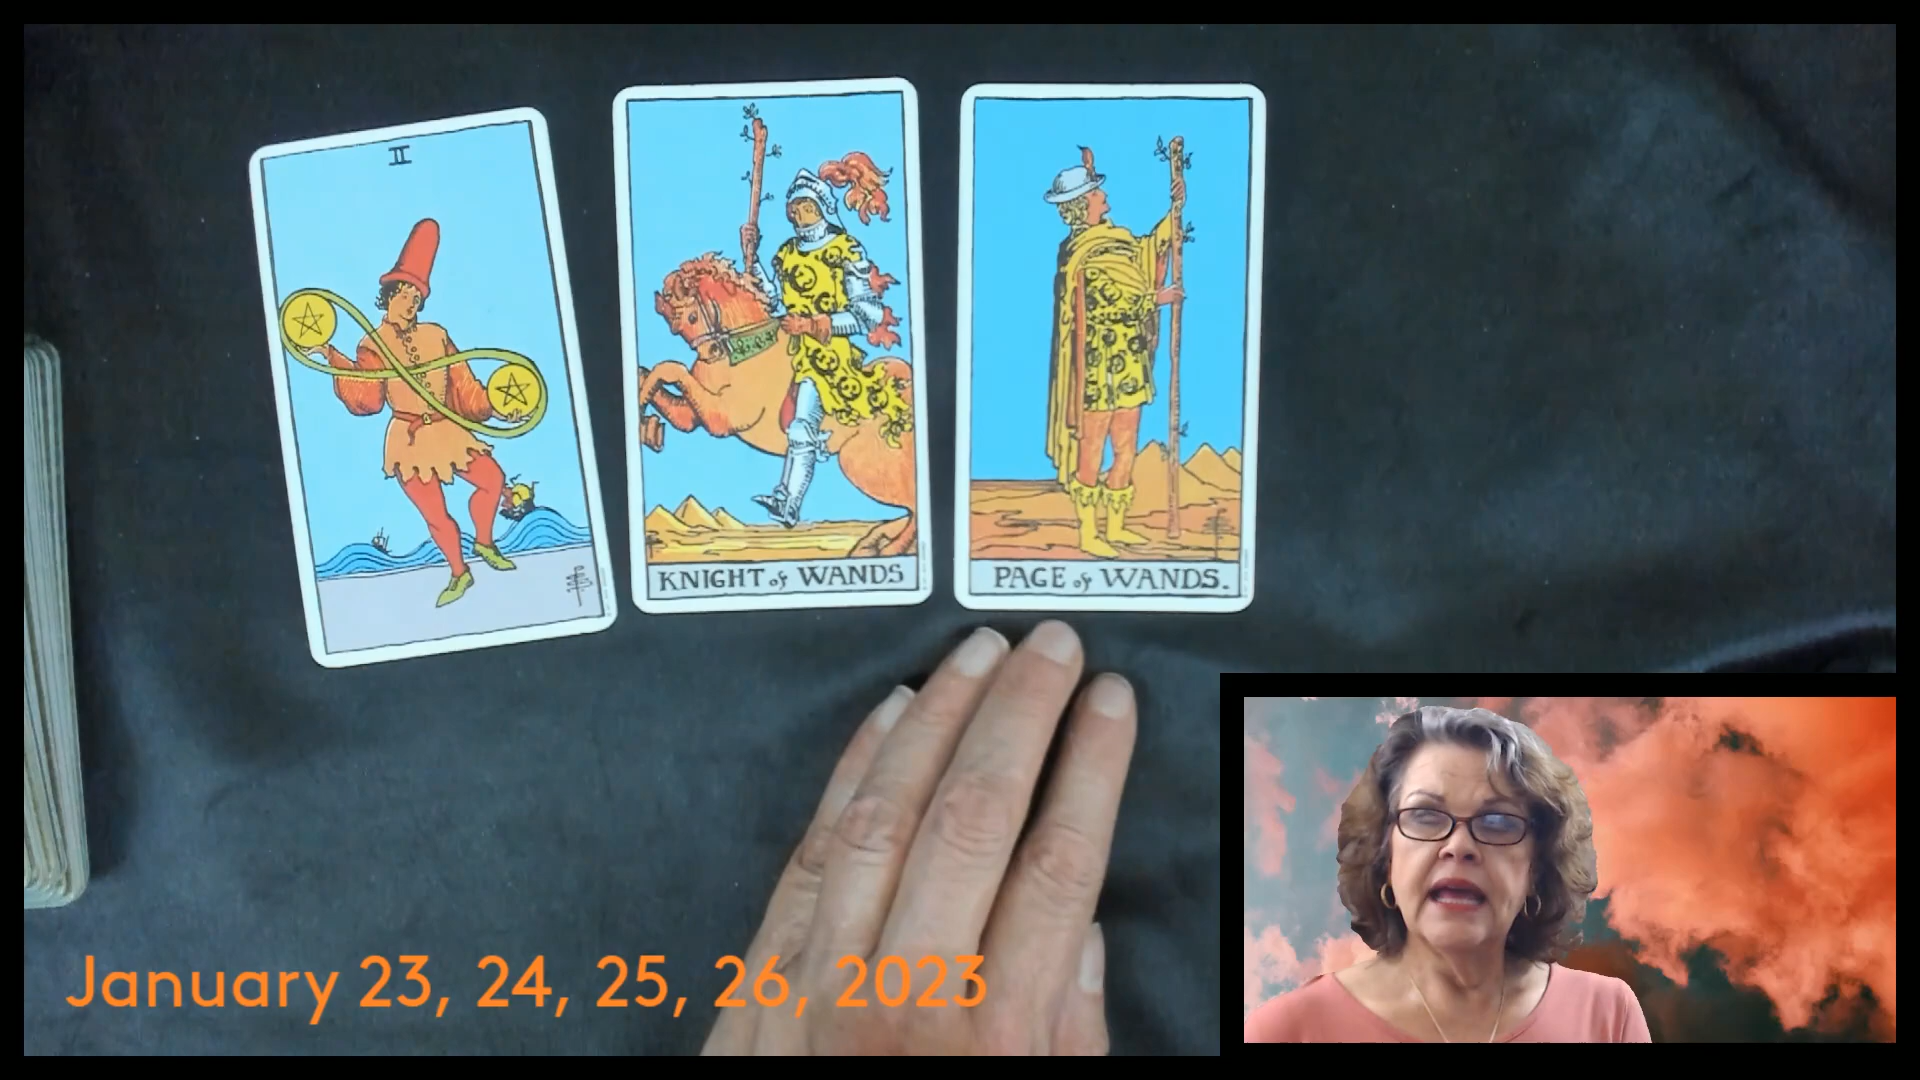 II
KNIGHT of WANDS
PAGE of WANDS.
January 23, 24, 25, 26, 2023